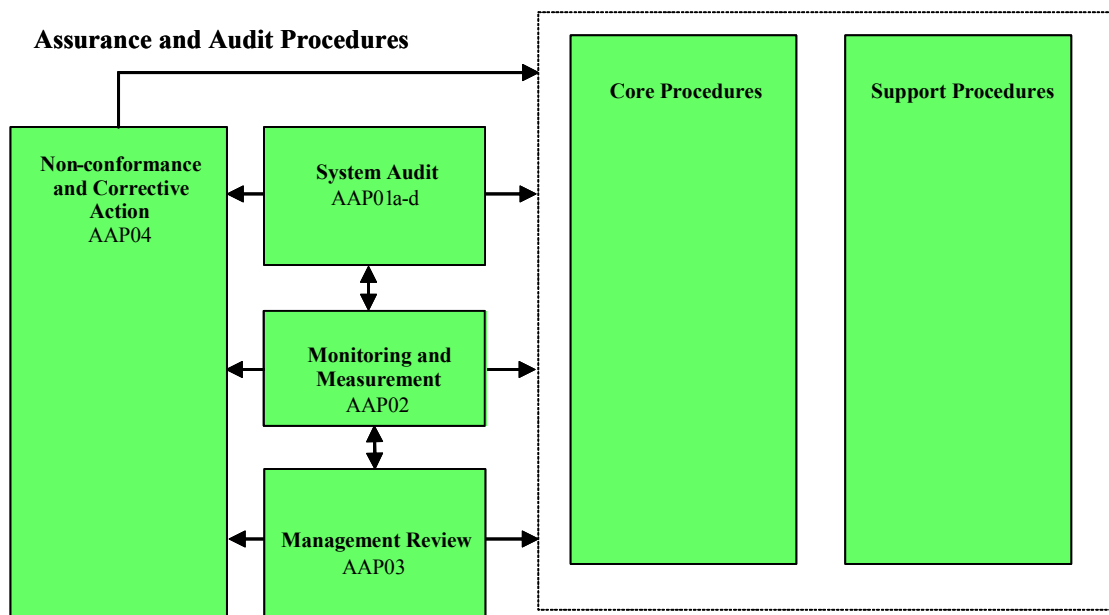 Assurance and Audit Procedures
Core Procedures
Support Procedures
Non-conformance
and Corrective
Action
AAP04
System Audit
AAP01a-d
Monitoring and
Measurement
AAP02
Management Review
AAP03